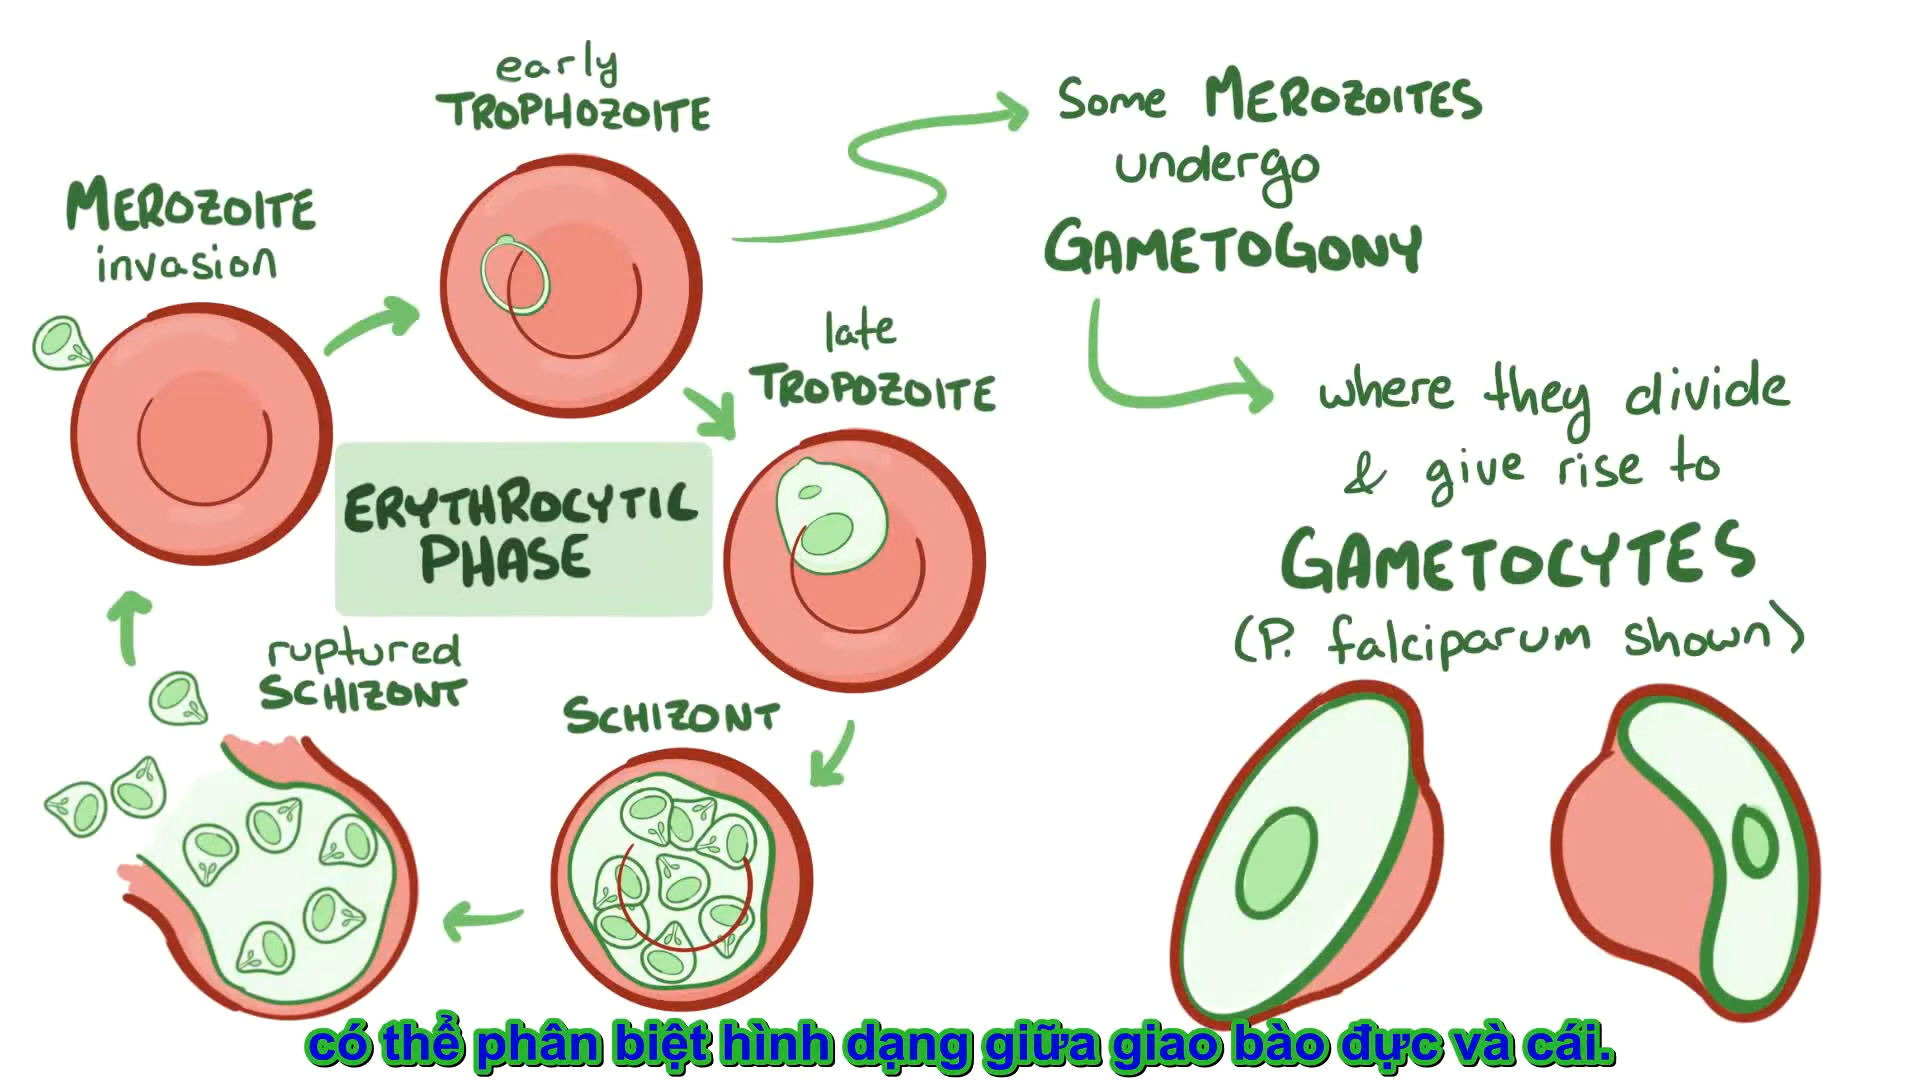 early
TROPHOZOITE
MEROZOITE
invasion
Some MEROZOITES
undergo
GAMETOGONY
late
TROPOZOITE
where they divide
& give rise to
GAMETOCYTES
(P. falciparum shown)
ERYTHROCYTIC
PHASE
ruptured
SCHIZONT
SCHIZONT
có thể phân biệt hình dạng giữa giao bào đực và cái.